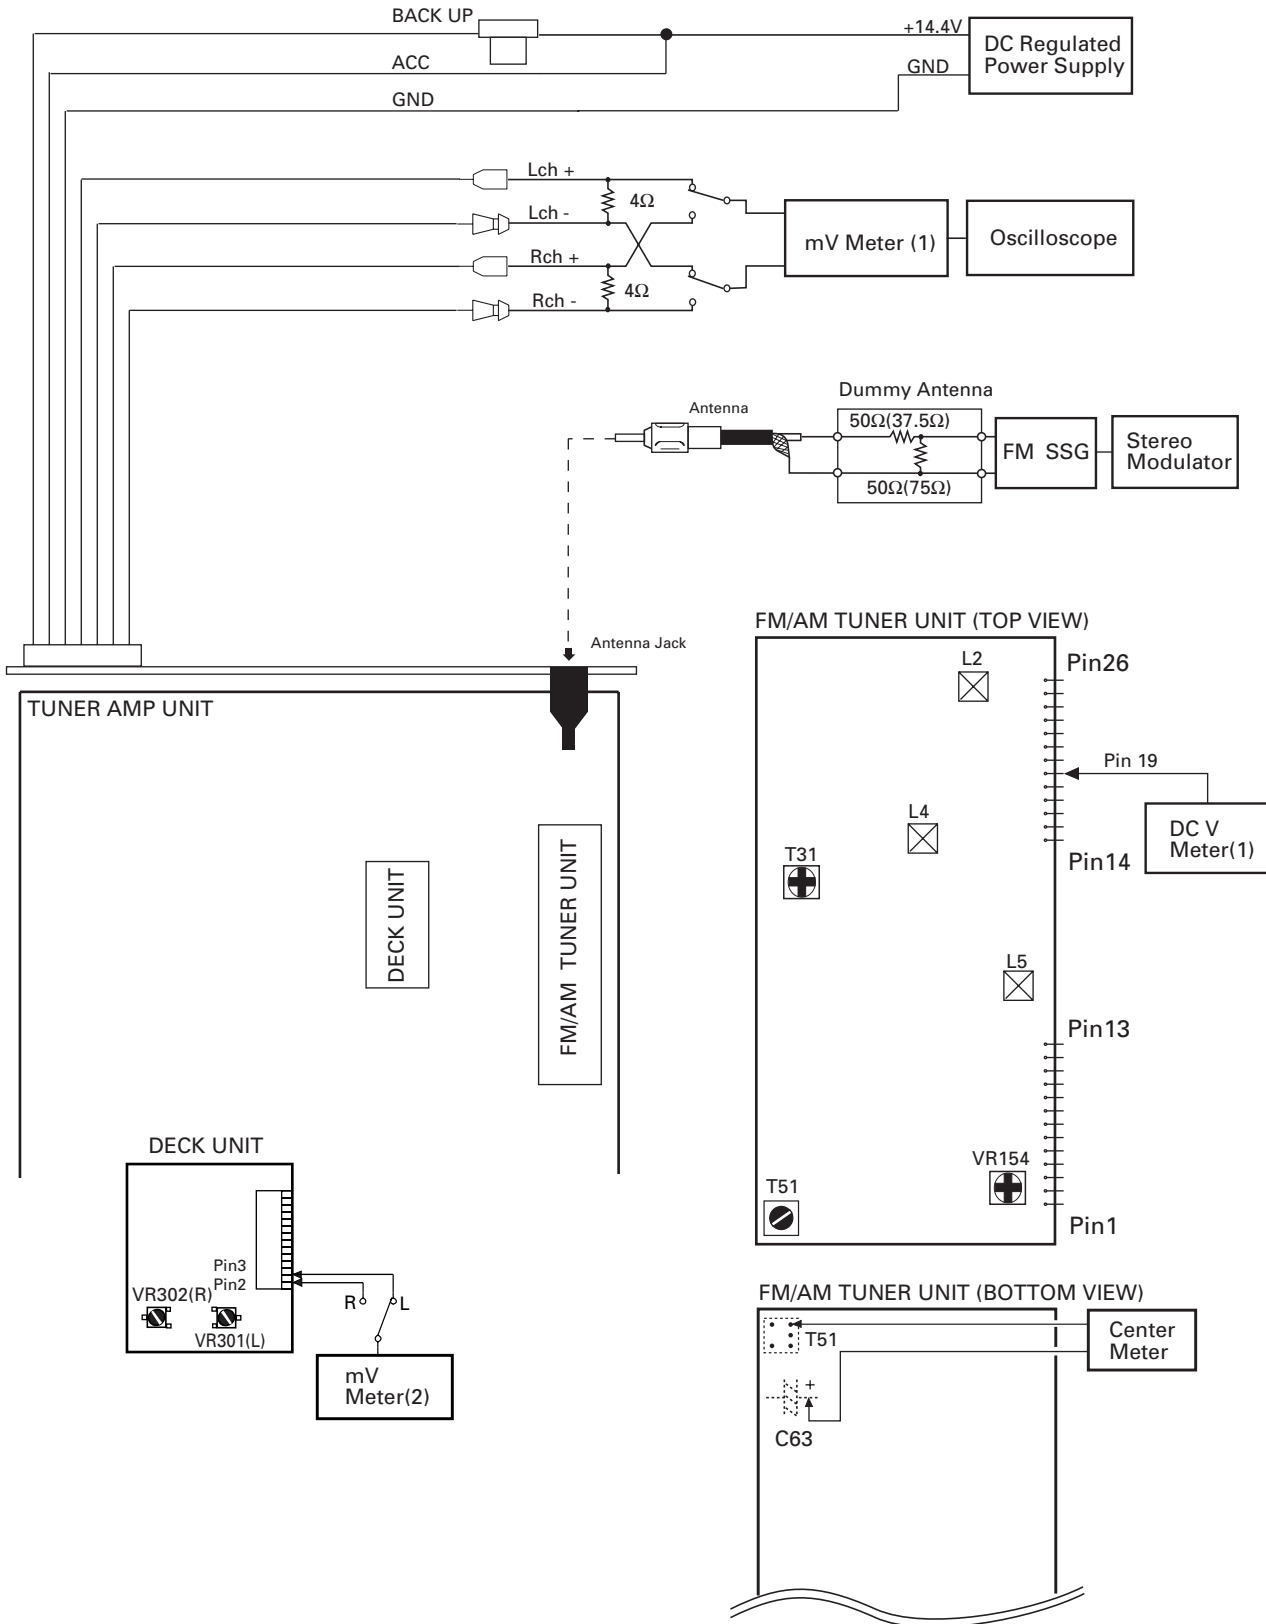 BACK UP
+14.4V
DC Regulated
Power Supply
ACC
GND
GND
Lch +
4Ω
Lch -
mV Meter (1)
Oscilloscope
Rch +
4Ω
Rch -
Dummy Antenna
Antenna
50Ω(37.5Ω)
FM SSG
Stereo
Modulator
50Ω(75Ω)
Antenna Jack
TUNER AMP UNIT
DECK UNIT
FM/AM TUNER UNIT
FM/AM TUNER UNIT (TOP VIEW)
L2
Pin26
Pin 19
L4
DC V
Meter(1)
T31
Pin14
L5
Pin13
VR154
T51
Pin1
DECK UNIT
Pin3
Pin2
VR302(R)
VR301(L)
R
L
mV
Meter(2)
FM/AM TUNER UNIT (BOTTOM VIEW)
T51
Center
Meter
+
C63